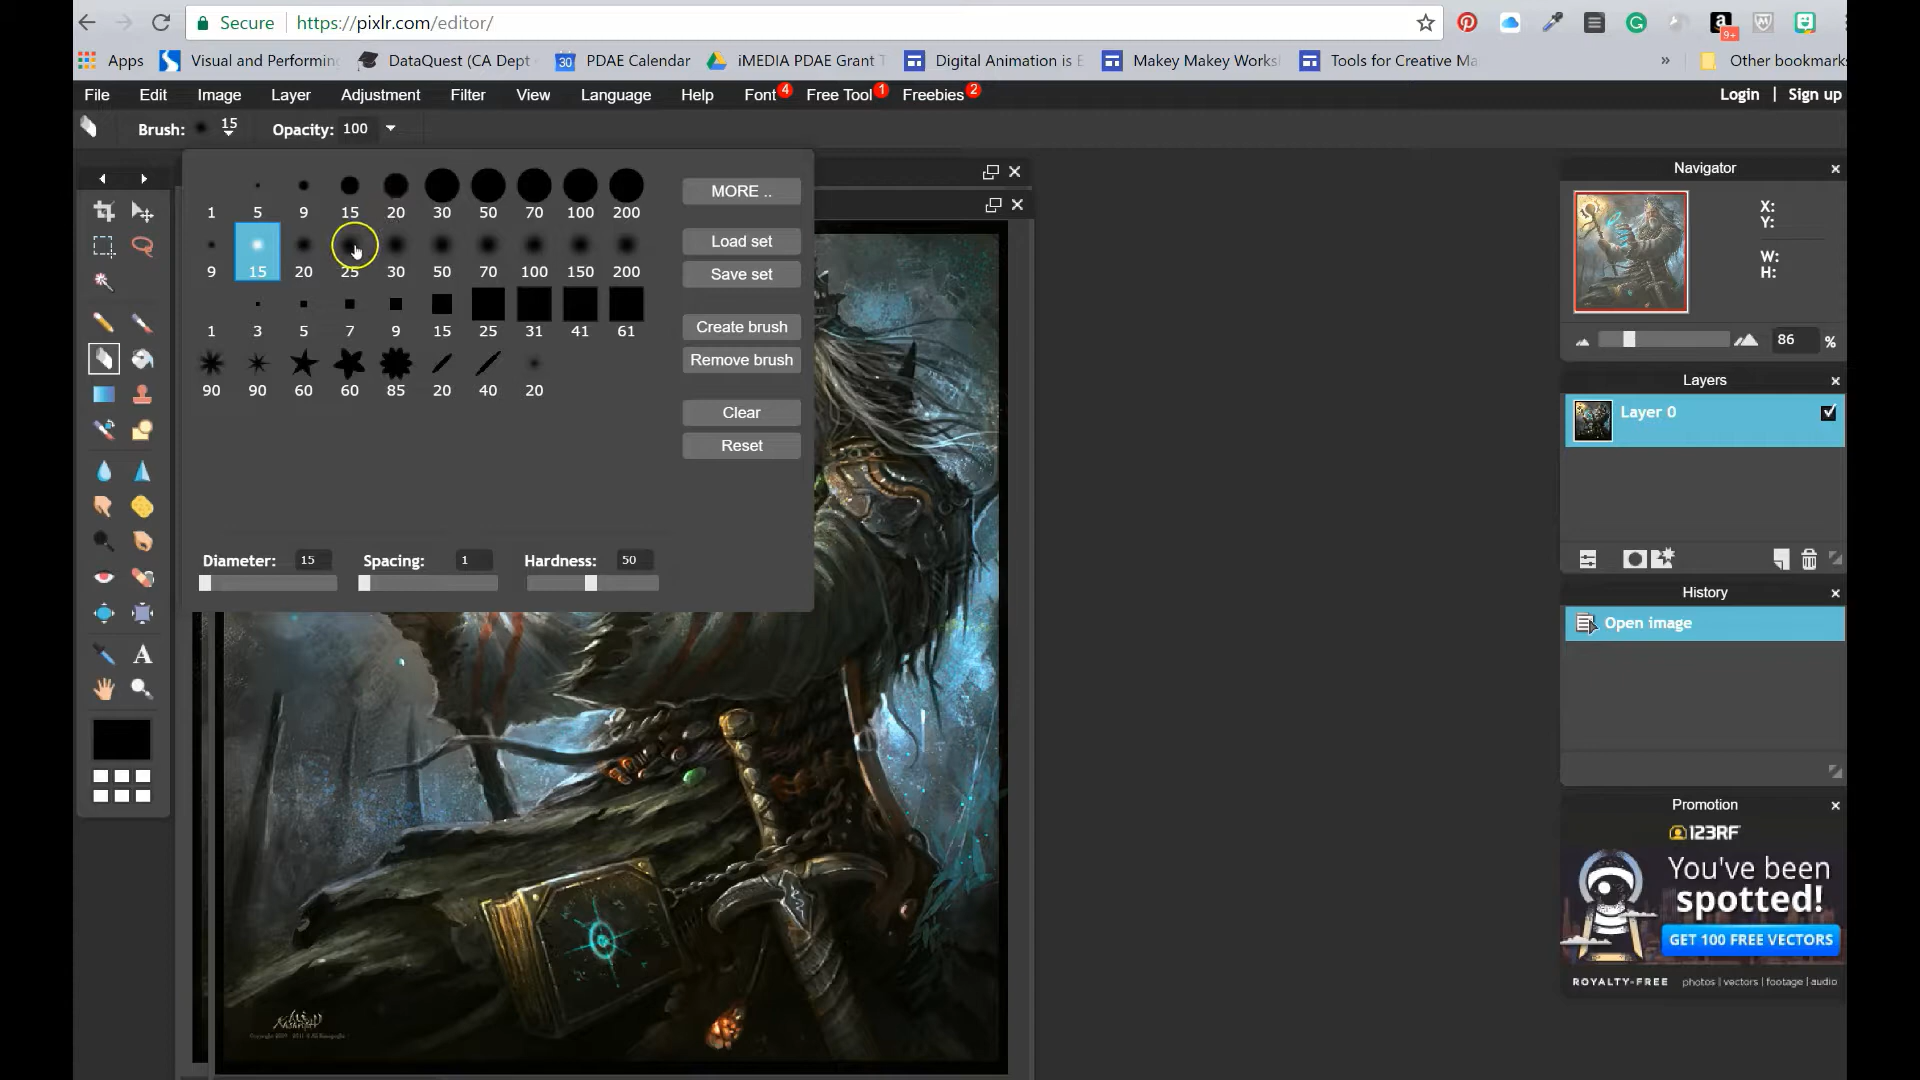 Secure https://pixlr.com/editor/
9+
Apps Visual and Performin DataQuest (CA Dept 30 PDAE Calendar iMEDIA PDAE Grant T Digital Animation is E Makey Makey Works Tools for Creative Ma » Other bookmarks
File Edit Image Layer Adjustment Filter View Language Help Font 4 Free Tool 1 Freebies 2 Login | Sign up
Brush: 15 Opacity: 100
1 5 9 15 20 30 50 70 100 200
9 15 20 25 30 50 70 100 150 200
1 3 5 7 9 15 25 31 41 61
90 90 60 60 85 20 40 20
MORE ..
Load set
Save set
Create brush
Remove brush
Clear
Reset
Diameter: 15 Spacing: 1 Hardness: 50
A
Navigator
X:
Y:
W:
H:
86 %
Layers
Layer 0
History
Open image
Promotion
123RF
You've been
spotted!
GET 100 FREE VECTORS
ROYALTY-FREE photos | vectors | footage | audio